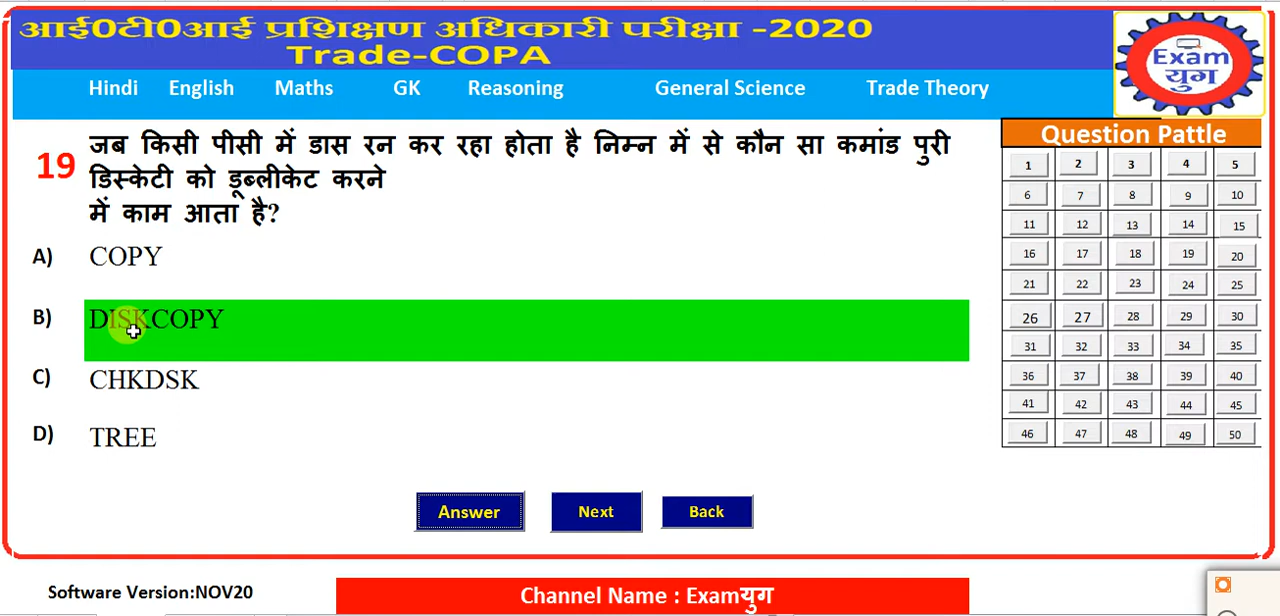 आई0टी0आई प्रशिक्षण अधिकारी परीक्षा -2020
Trade-COPA
Exam
युग
Hindi English Maths GK Reasoning General Science Trade Theory
19
जब किसी पीसी में डास रन कर रहा होता है निम्न में से कौन सा कमांड पुरी
डिस्केटी को डूब्लीकेट करने
में काम आता है?
A) COPY
B) DISKCOPY
C) CHKDSK
D) TREE
Question Pattle
1 2 3 4 5
6 7 8 9 10
11 12 13 14 15
16 17 18 19 20
21 22 23 24 25
26 27 28 29 30
31 32 33 34 35
36 37 38 39 40
41 42 43 44 45
46 47 48 49 50
Answer Next Back
Software Version:NOV20
Channel Name : Examयुग